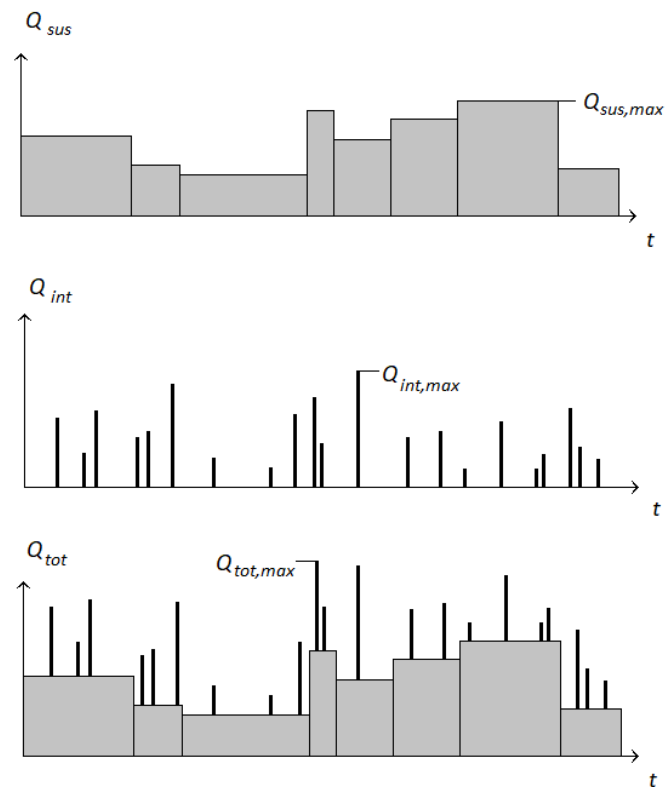 Q sus
Q sus,max
t
Q int
Q int,max
t
Q tot
Q tot,max
t